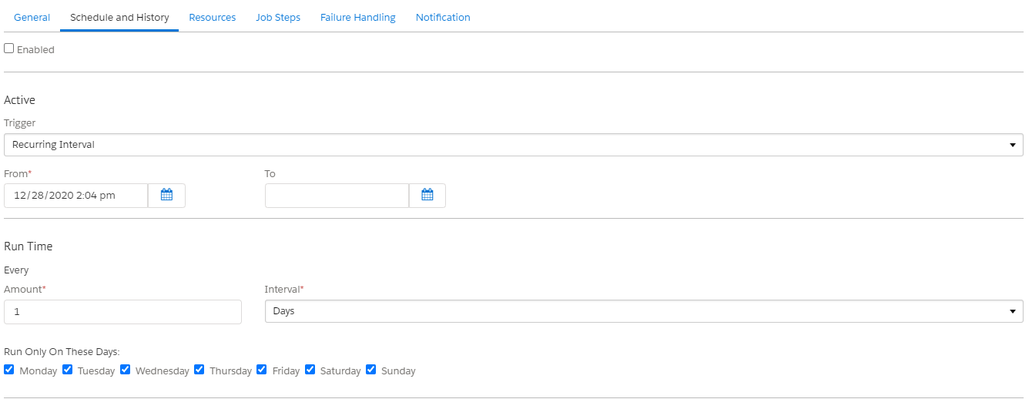 General Schedule and History Resources Job Steps Failure Handling Notification
Enabled
Active
Trigger
Recurring Interval
From* To
12/28/2020 2:04 pm
Run Time
Every
Amount* Interval*
1 Days
Run Only On These Days:
Monday Tuesday Wednesday Thursday Friday Saturday Sunday